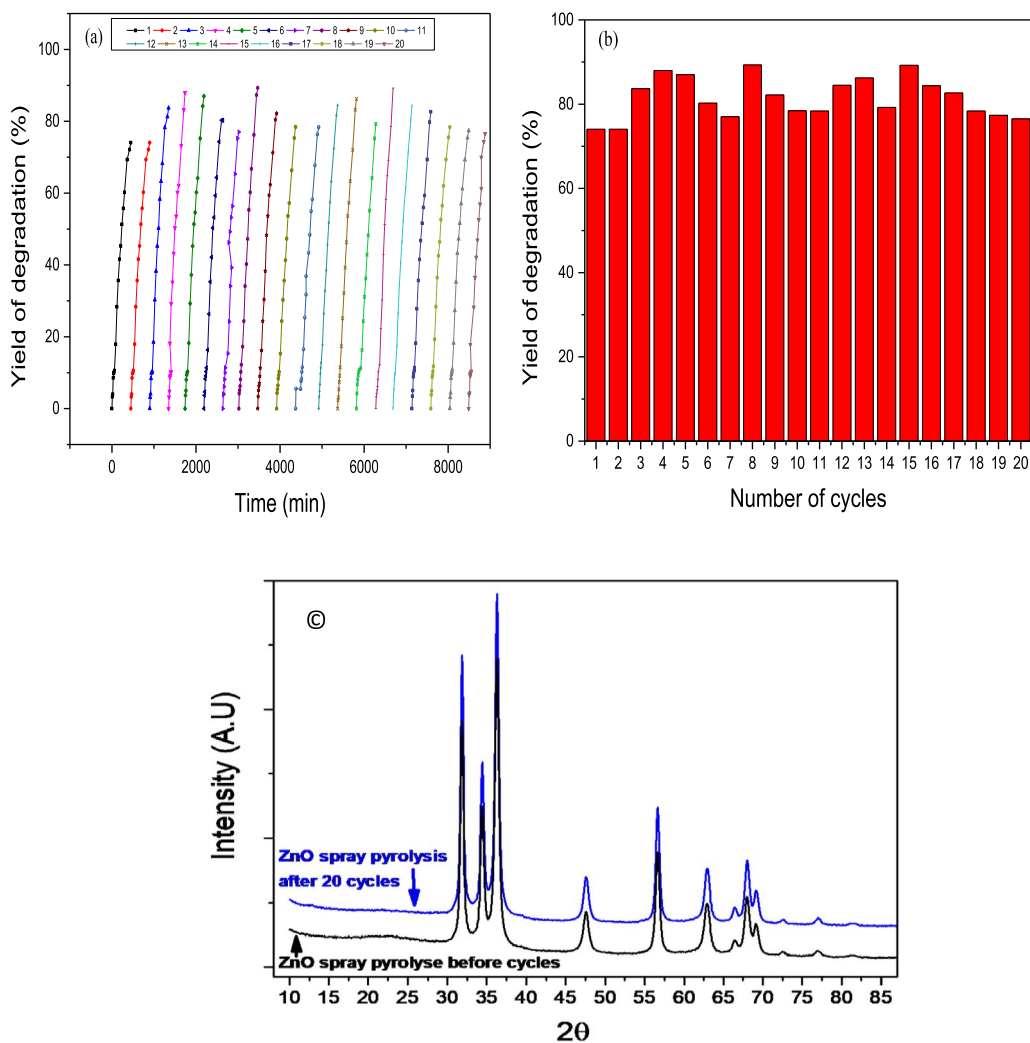 (a)
1 2 3 4 5 6 7 8 9 10 11
12 13 14 15 16 17 18 19 20
100
80
60
40
20
0
Yield of degradation (%)
0 2000 4000 6000 8000
Time (min)
(b)
100
80
60
40
20
0
Yield of degradation (%)
1 2 3 4 5 6 7 8 9 10 11 12 13 14 15 16 17 18 19 20
Number of cycles
©
Intensity (A.U)
ZnO spray pyrolysis
after 20 cycles
ZnO spray pyrolyse before cycles
10 15 20 25 30 35 40 45 50 55 60 65 70 75 80 85
2θ